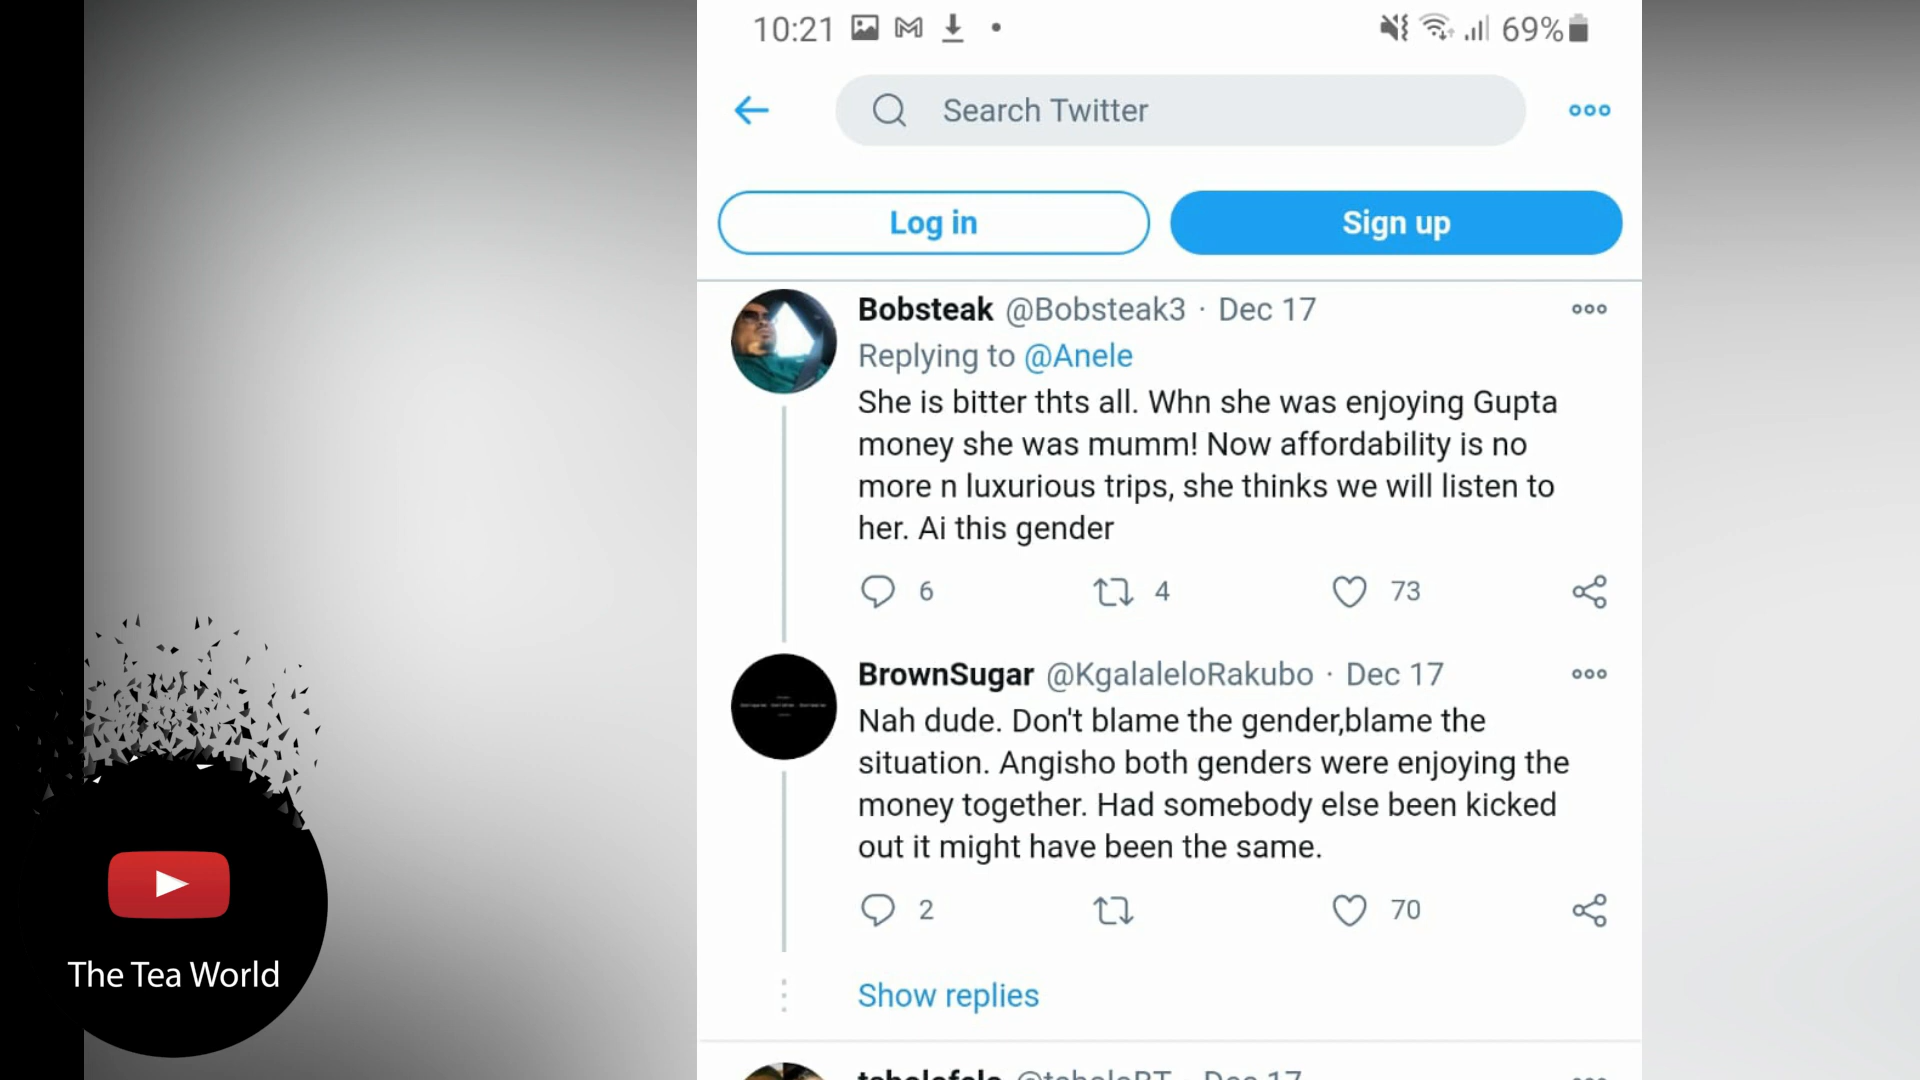 10:21
69%
Search Twitter
Log in
Sign up
Bobsteak @Bobsteak3 · Dec 17
Replying to @Anele
She is bitter thts all. Whn she was enjoying Gupta
money she was mumm! Now affordability is no
more n luxurious trips, she thinks we will listen to
her. Ai this gender
6 4 73
BrownSugar @KgalaleloRakubo · Dec 17
Nah dude. Don't blame the gender,blame the
situation. Angisho both genders were enjoying the
money together. Had somebody else been kicked
out it might have been the same.
2 70
Show replies
Dec 17
The Tea World